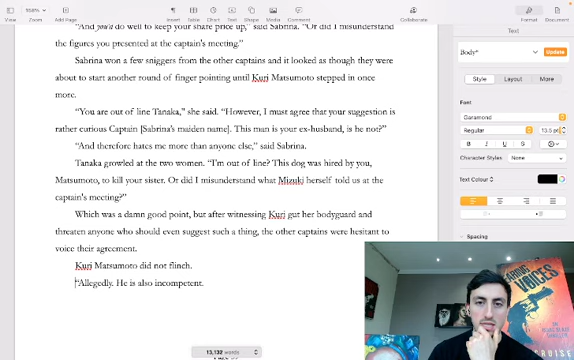 158%
View
Zoom
Add Page
Insert
Table
Chart
Text
Shape
Media
Comment
Collaborate
Format
Document
"And you'd do well to keep your share price up," said Sabrina. "Or did I misunderstand
the figures you presented at the captain's meeting."
Sabrina won a few sniggers from the other captains and it looked as though they were
about to start another round of finger pointing until Kuri Matsumoto stepped in once
more.
"You are out of line Tanaka," she said. "However, I must agree that your suggestion is
rather curious Captain [Sabrina's maiden name]. This man is your ex-husband, is he not?"
"And therefore hates me more than anyone else," said Sabrina.
Tanaka growled at the two women. "I'm out of line? This dog was hired by you,
Matsumoto, to kill your sister. Or did I misunderstand what Mizuki herself told us at the
captain's meeting?"
Which was a damn good point, but after witnessing Kuri gut her bodyguard and
threaten anyone who should even suggest such a thing, the other captains were hesitant to
voice their agreement.
Kuri Matsumoto did not flinch.
"Allegedly. He is also incompetent.
13,132 words
Text
Body*
Update
Style
Layout
More
Font
Garamond
Regular
13.5 pt
B
I
U
S
Character Styles
None
Text Colour
Spacing
VOICES
CRUISE